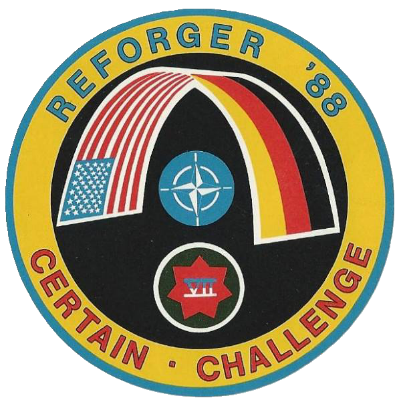 REFORGER '88
VII
CERTAIN · CHALLENGE